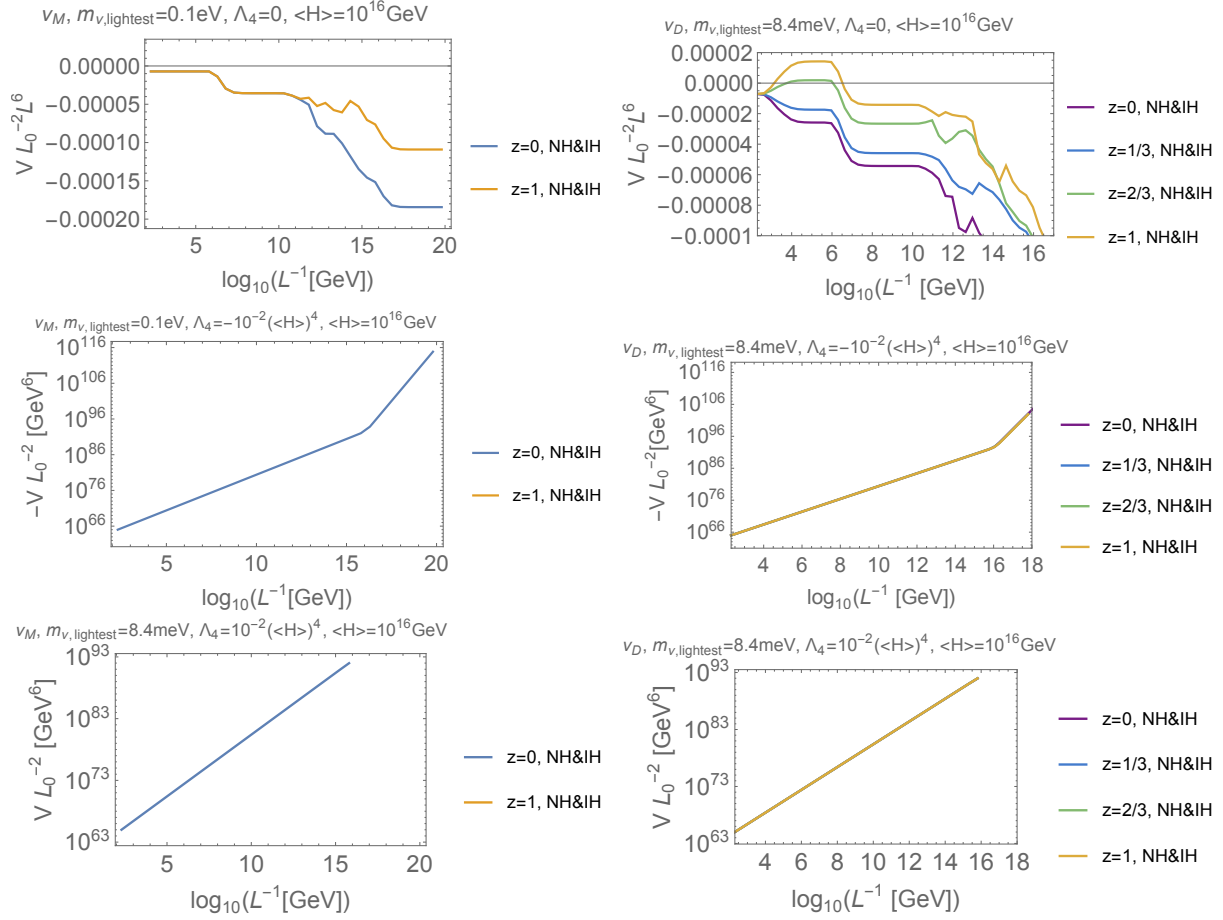 v_M, m_{v,lightest}=0.1eV, Λ_4=0, <H>=10^16GeV
0.00000
−0.00005
−0.00010
−0.00015
−0.00020
V L_0^{−2}L^6
5 10 15 20
log_10(L^{−1}[GeV])
z=0, NH&IH
z=1, NH&IH
v_D, m_{v,lightest}=8.4meV, Λ_4=0, <H>=10^16GeV
0.00002
0.0000
−0.00002
−0.00004
−0.00006
−0.00008
−0.0001
V L_0^{−2}L^6
4 6 8 10 12 14 16
log_10(L^{−1} [GeV])
z=0, NH&IH
z=1/3, NH&IH
z=2/3, NH&IH
z=1, NH&IH
v_M, m_{v,lightest}=0.1eV, Λ_4=−10^{−2}(<H>)^4, <H>=10^16GeV
10^116
10^106
10^96
10^86
10^76
10^66
−V L_0^{−2} [GeV^6]
5 10 15 20
log_10(L^{−1}[GeV])
z=0, NH&IH
z=1, NH&IH
v_D, m_{v,lightest}=8.4meV, Λ_4=−10^{−2}(<H>)^4, <H>=10^16GeV
10^116
10^106
10^96
10^86
10^76
10^66
−V L_0^{−2}[GeV^6]
4 6 8 10 12 14 16 18
log_10(L^{−1} [GeV])
z=0, NH&IH
z=1/3, NH&IH
z=2/3, NH&IH
z=1, NH&IH
v_M, m_{v,lightest}=8.4meV, Λ_4=10^{−2}(<H>)^4, <H>=10^16GeV
10^93
10^83
10^73
10^63
V L_0^{−2} [GeV^6]
5 10 15 20
log_10(L^{−1}[GeV])
z=0, NH&IH
z=1, NH&IH
v_D, m_{v,lightest}=8.4meV, Λ_4=10^{−2}(<H>)^4, <H>=10^16GeV
10^93
10^83
10^73
10^63
V L_0^{−2} [GeV^6]
4 6 8 10 12 14 16 18
log_10(L^{−1} [GeV])
z=0, NH&IH
z=1/3, NH&IH
z=2/3, NH&IH
z=1, NH&IH